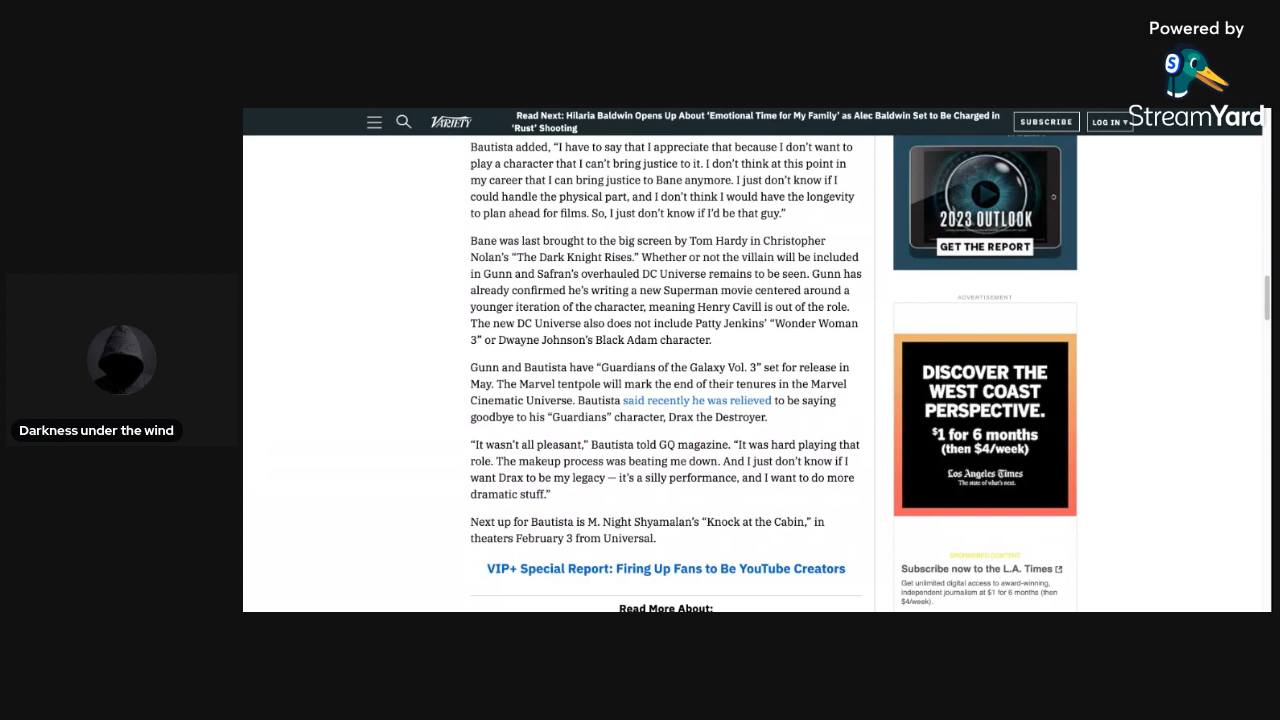 Powered by
StreamYard
VARIETY
Read Next: Hilaria Baldwin Opens Up About ‘Emotional Time for My Family’ as Alec Baldwin Set to Be Charged in
‘Rust’ Shooting
SUBSCRIBE
LOG IN
Bautista added, “I have to say that I appreciate that because I don’t want to
play a character that I can’t bring justice to it. I don’t think at this point in
my career that I can bring justice to Bane anymore. I just don’t know if I
could handle the physical part, and I don’t think I would have the longevity
to plan ahead for films. So, I just don’t know if I’d be that guy.”
Bane was last brought to the big screen by Tom Hardy in Christopher
Nolan’s “The Dark Knight Rises.” Whether or not the villain will be included
in Gunn and Safran’s overhauled DC Universe remains to be seen. Gunn has
already confirmed he’s writing a new Superman movie centered around a
younger iteration of the character, meaning Henry Cavill is out of the role.
The new DC Universe also does not include Patty Jenkins’ “Wonder Woman
3” or Dwayne Johnson’s Black Adam character.
Gunn and Bautista have “Guardians of the Galaxy Vol. 3” set for release in
May. The Marvel tentpole will mark the end of their tenures in the Marvel
Cinematic Universe. Bautista said recently he was relieved to be saying
goodbye to his “Guardians” character, Drax the Destroyer.
“It wasn’t all pleasant,” Bautista told GQ magazine. “It was hard playing that
role. The makeup process was beating me down. And I just don’t know if I
want Drax to be my legacy — it’s a silly performance, and I want to do more
dramatic stuff.”
Next up for Bautista is M. Night Shyamalan’s “Knock at the Cabin,” in
theaters February 3 from Universal.
VIP+ Special Report: Firing Up Fans to Be YouTube Creators
Read More About:
2023 OUTLOOK
GET THE REPORT
ADVERTISEMENT
DISCOVER THE
WEST COAST
PERSPECTIVE.
$1 for 6 months
(then $4/week)
Los Angeles Times
The state of what's next.
SPONSORED CONTENT
Subscribe now to the L.A. Times
Get unlimited digital access to award-winning,
independent journalism at $1 for 6 months (then
$4/week).
Darkness under the wind